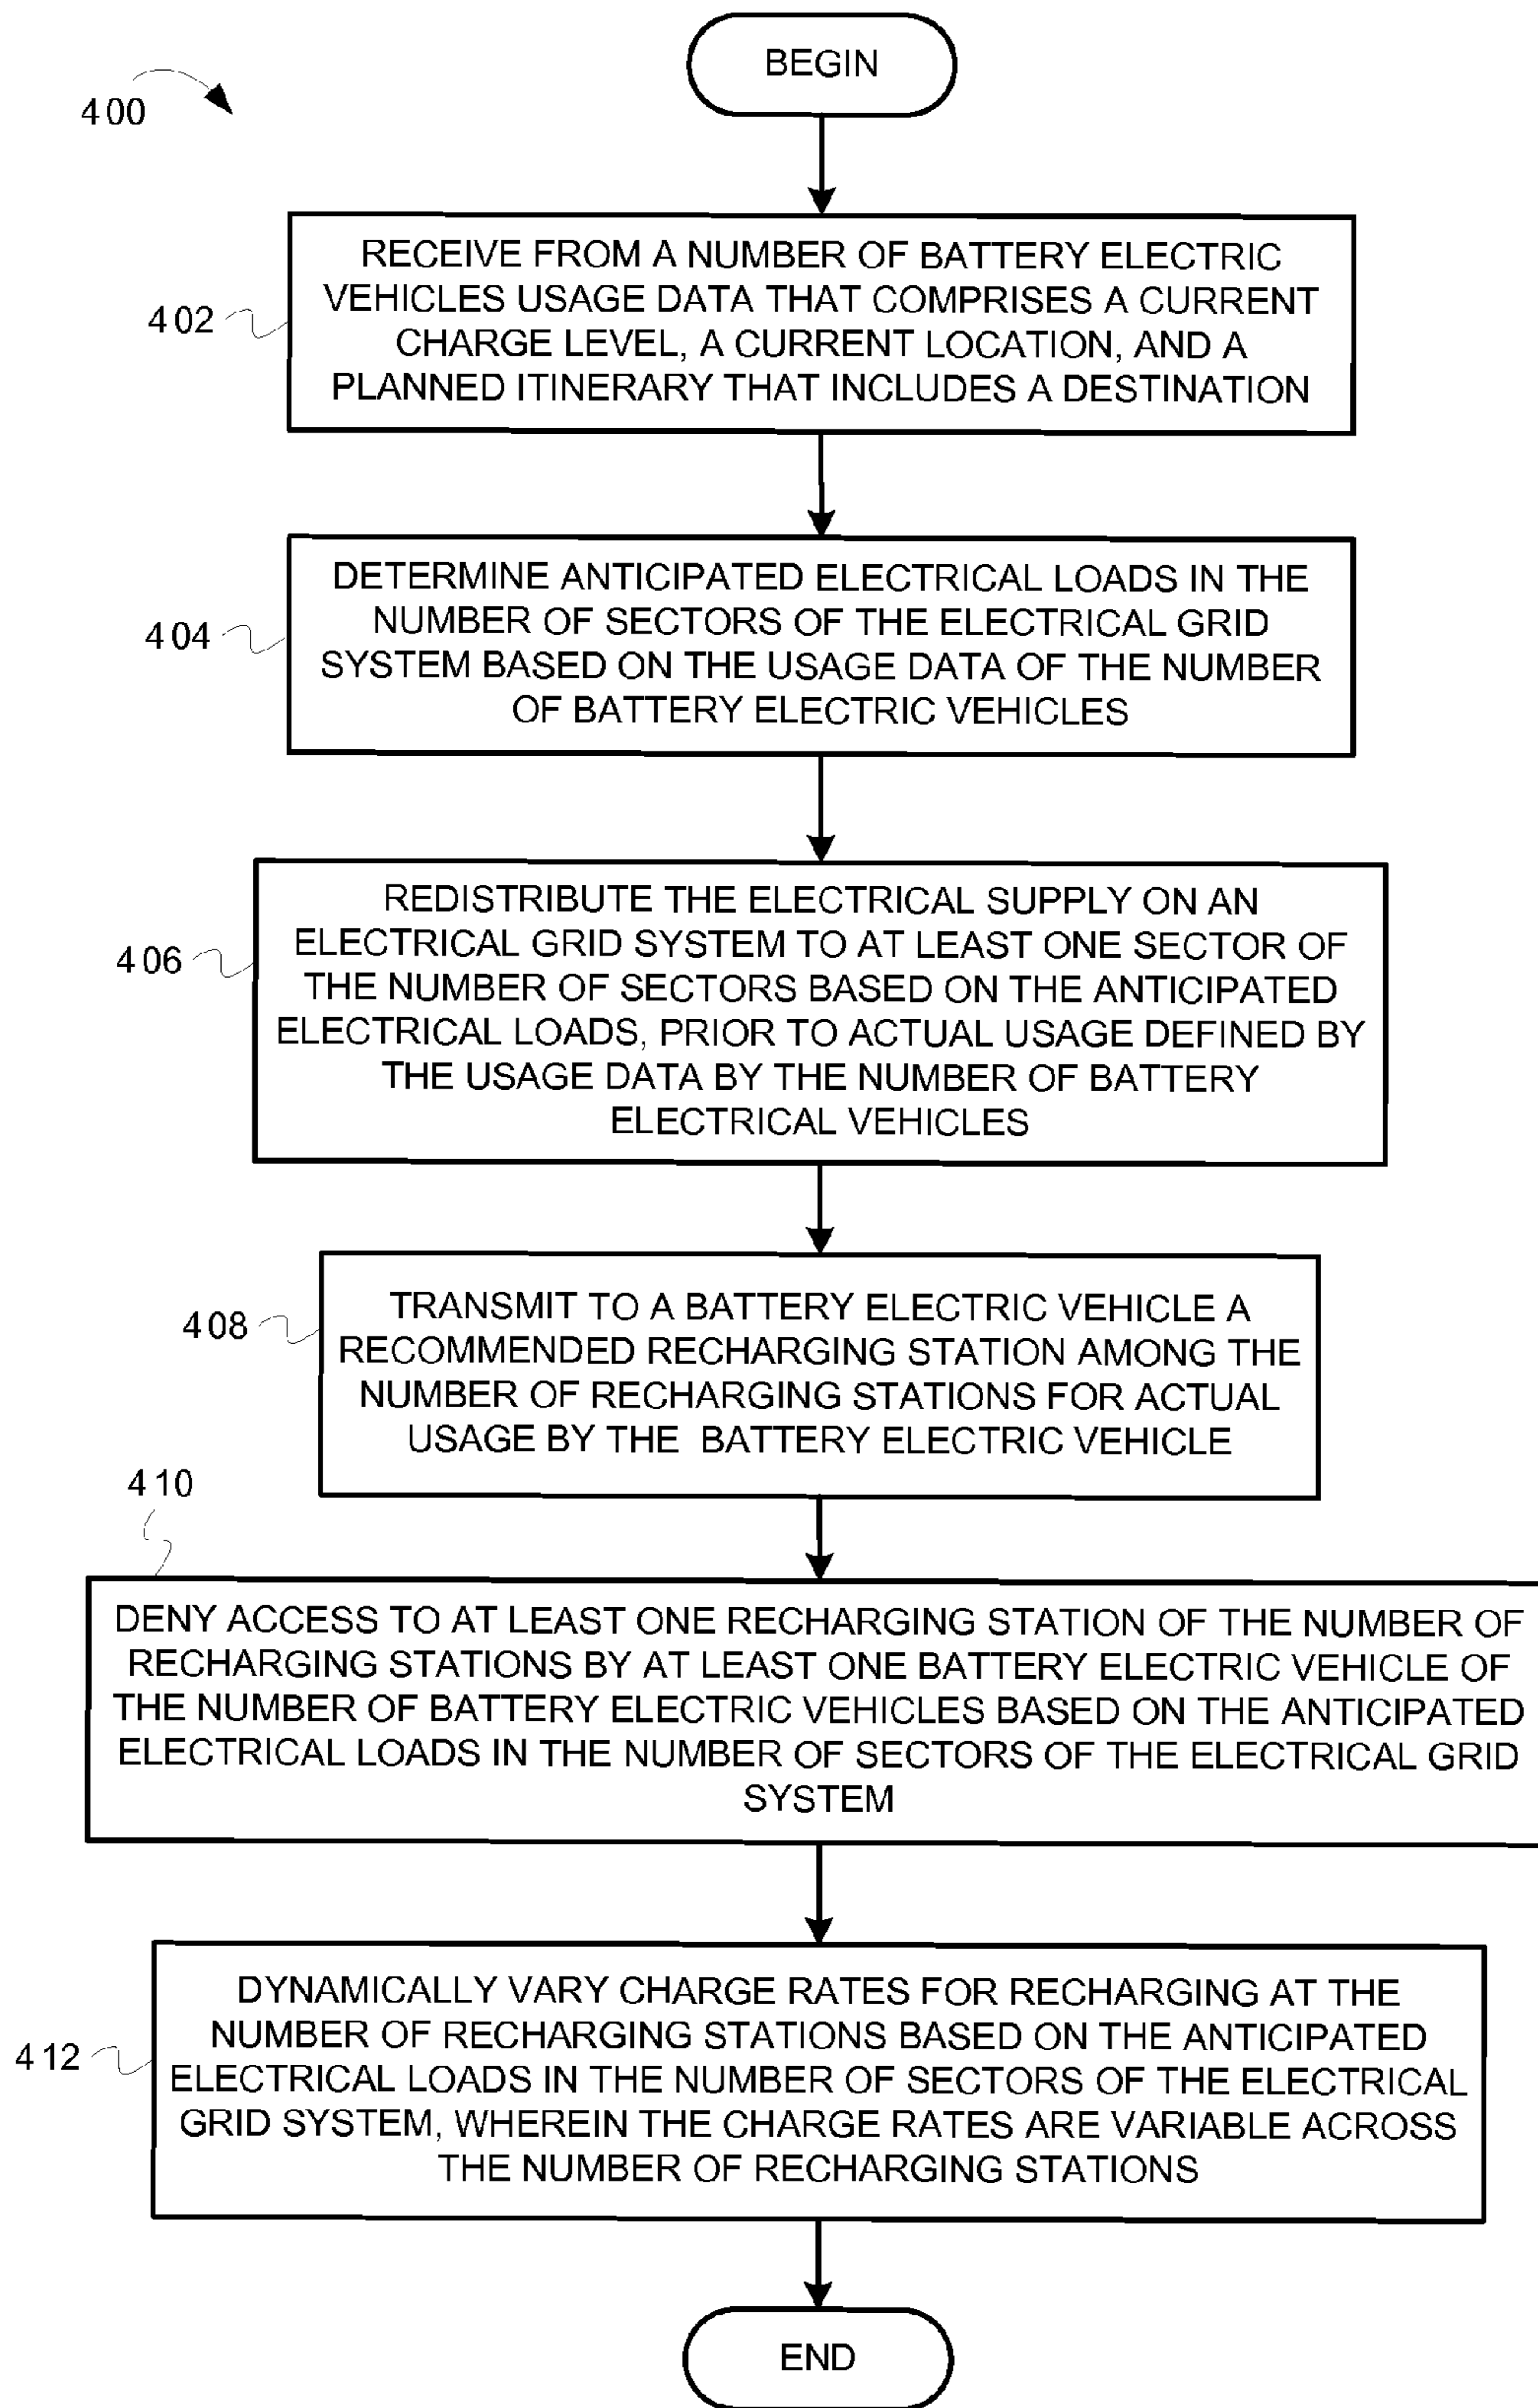 BEGIN
400
RECEIVE FROM A NUMBER OF BATTERY ELECTRIC
VEHICLES USAGE DATA THAT COMPRISES A CURRENT
CHARGE LEVEL, A CURRENT LOCATION, AND A
PLANNED ITINERARY THAT INCLUDES A DESTINATION
402
DETERMINE ANTICIPATED ELECTRICAL LOADS IN THE
NUMBER OF SECTORS OF THE ELECTRICAL GRID
SYSTEM BASED ON THE USAGE DATA OF THE NUMBER
OF BATTERY ELECTRIC VEHICLES
404
REDISTRIBUTE THE ELECTRICAL SUPPLY ON AN
ELECTRICAL GRID SYSTEM TO AT LEAST ONE SECTOR OF
THE NUMBER OF SECTORS BASED ON THE ANTICIPATED
ELECTRICAL LOADS, PRIOR TO ACTUAL USAGE DEFINED BY
THE USAGE DATA BY THE NUMBER OF BATTERY
ELECTRICAL VEHICLES
406
TRANSMIT TO A BATTERY ELECTRIC VEHICLE A
RECOMMENDED RECHARGING STATION AMONG THE
NUMBER OF RECHARGING STATIONS FOR ACTUAL
USAGE BY THE BATTERY ELECTRIC VEHICLE
408
410
DENY ACCESS TO AT LEAST ONE RECHARGING STATION OF THE NUMBER OF
RECHARGING STATIONS BY AT LEAST ONE BATTERY ELECTRIC VEHICLE OF
THE NUMBER OF BATTERY ELECTRIC VEHICLES BASED ON THE ANTICIPATED
ELECTRICAL LOADS IN THE NUMBER OF SECTORS OF THE ELECTRICAL GRID
SYSTEM
DYNAMICALLY VARY CHARGE RATES FOR RECHARGING AT THE
NUMBER OF RECHARGING STATIONS BASED ON THE ANTICIPATED
ELECTRICAL LOADS IN THE NUMBER OF SECTORS OF THE ELECTRICAL
GRID SYSTEM, WHEREIN THE CHARGE RATES ARE VARIABLE ACROSS
THE NUMBER OF RECHARGING STATIONS
412
END